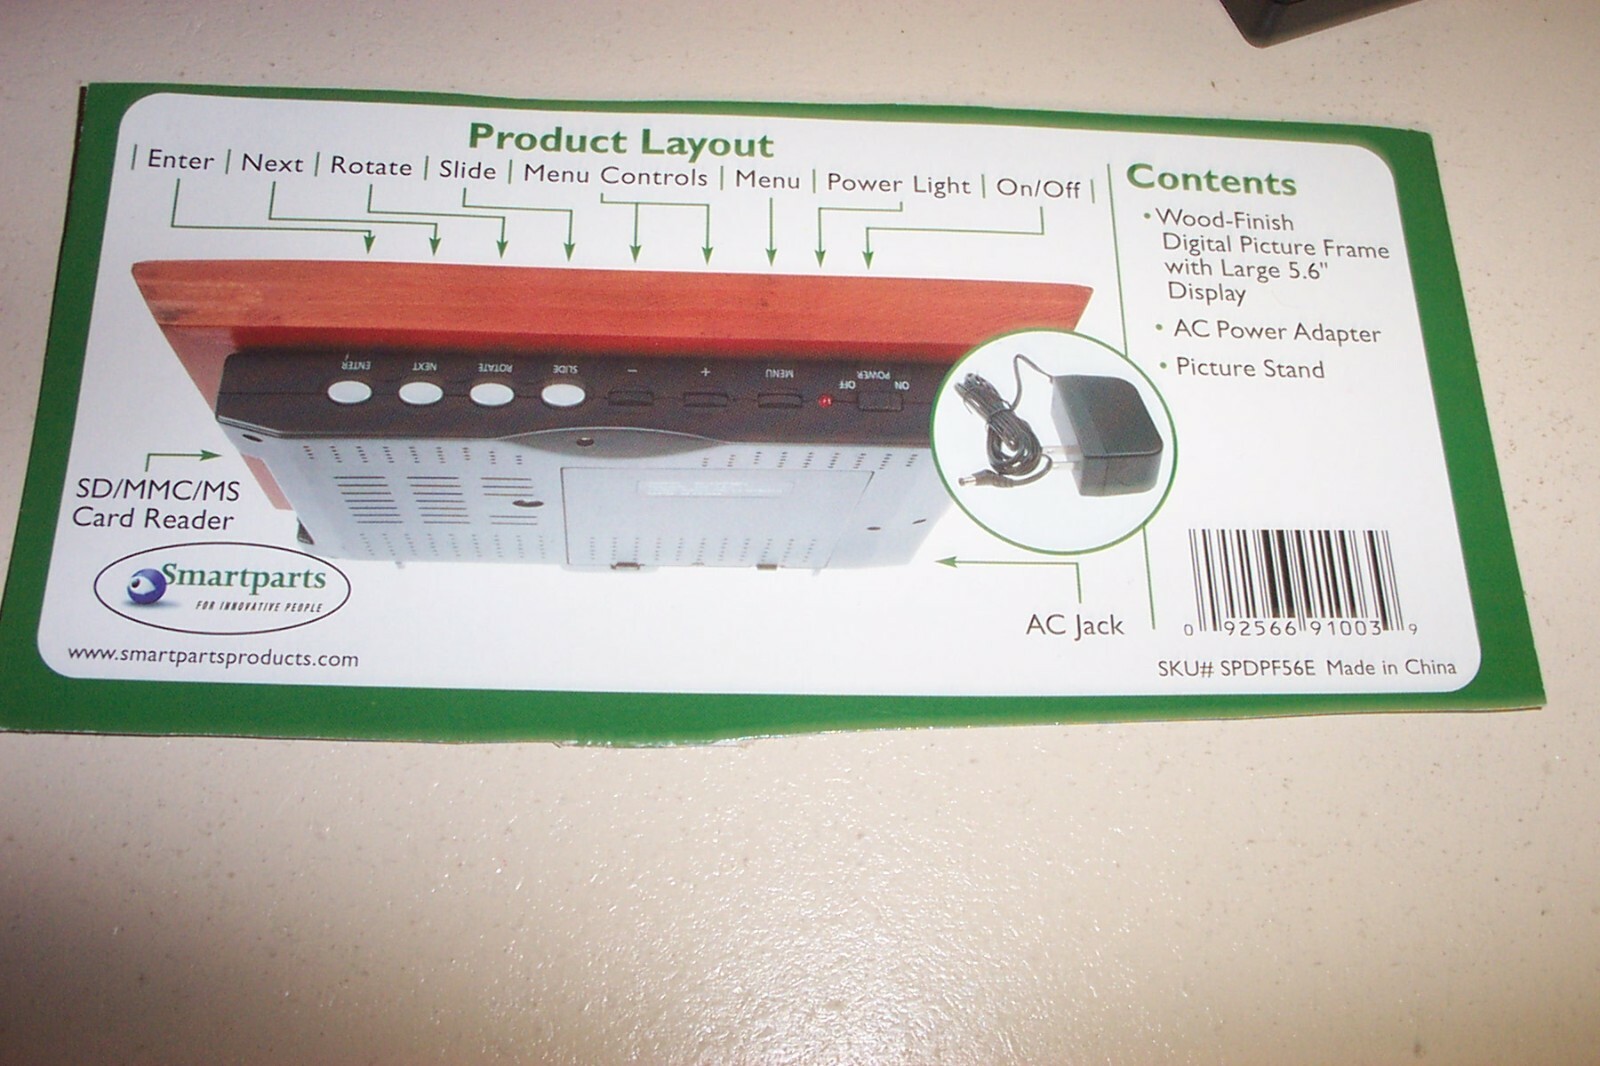 Product Layout
| Enter | Next | Rotate | Slide | Menu Controls | Menu | Power Light | On/Off |
ENTER
NEXT
ROTATE
SLIDE
−
+
MENU
POWER
OFF ON
SD/MMC/MS
Card Reader
Smartparts
FOR INNOVATIVE PEOPLE
www.smartpartsproducts.com
AC Jack
Contents
• Wood-Finish
Digital Picture Frame
with Large 5.6"
Display
• AC Power Adapter
• Picture Stand
0 92566 91003 9
SKU# SPDPF56E Made in China